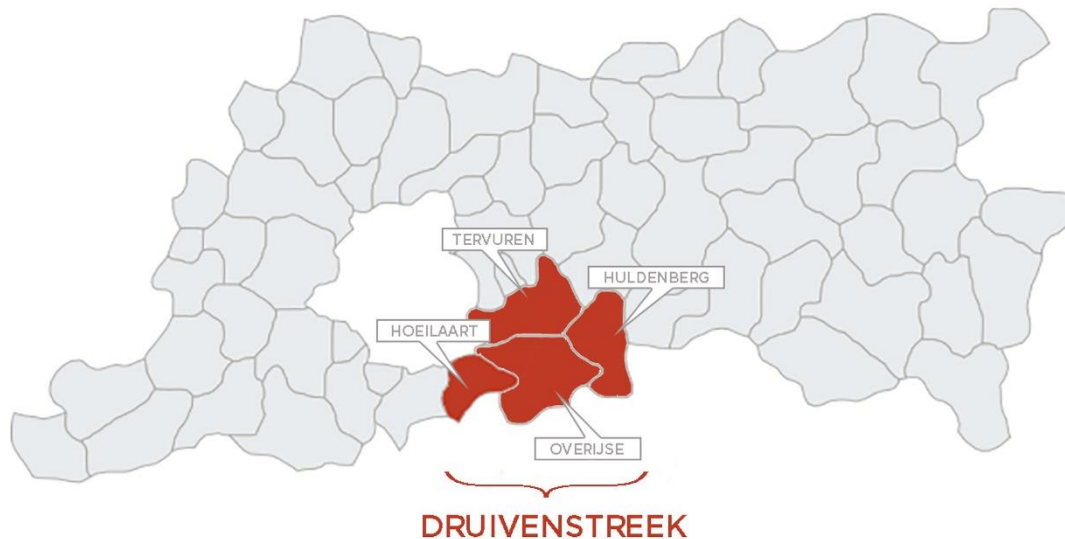 TERVUREN
HULDENBERG
HOEILAART
OVERIJSE
DRUIVENSTREEK